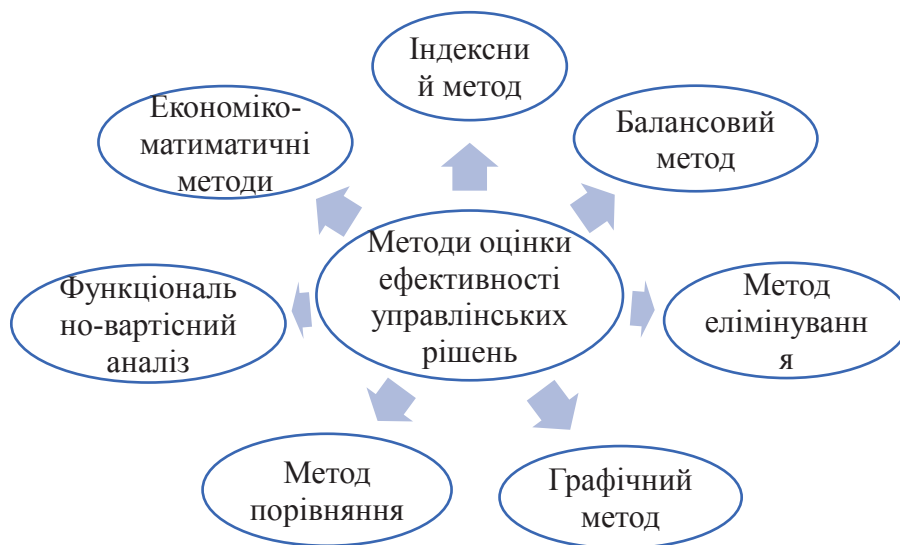 Індексни
й метод
Економіко-
матиматичні
методи
Балансовий
метод
Методи оцінки
ефективності
управлінських
рішень
Функціональ
но-вартісний
аналіз
Метод
елімінуванн
я
Метод
порівняння
Графічний
метод